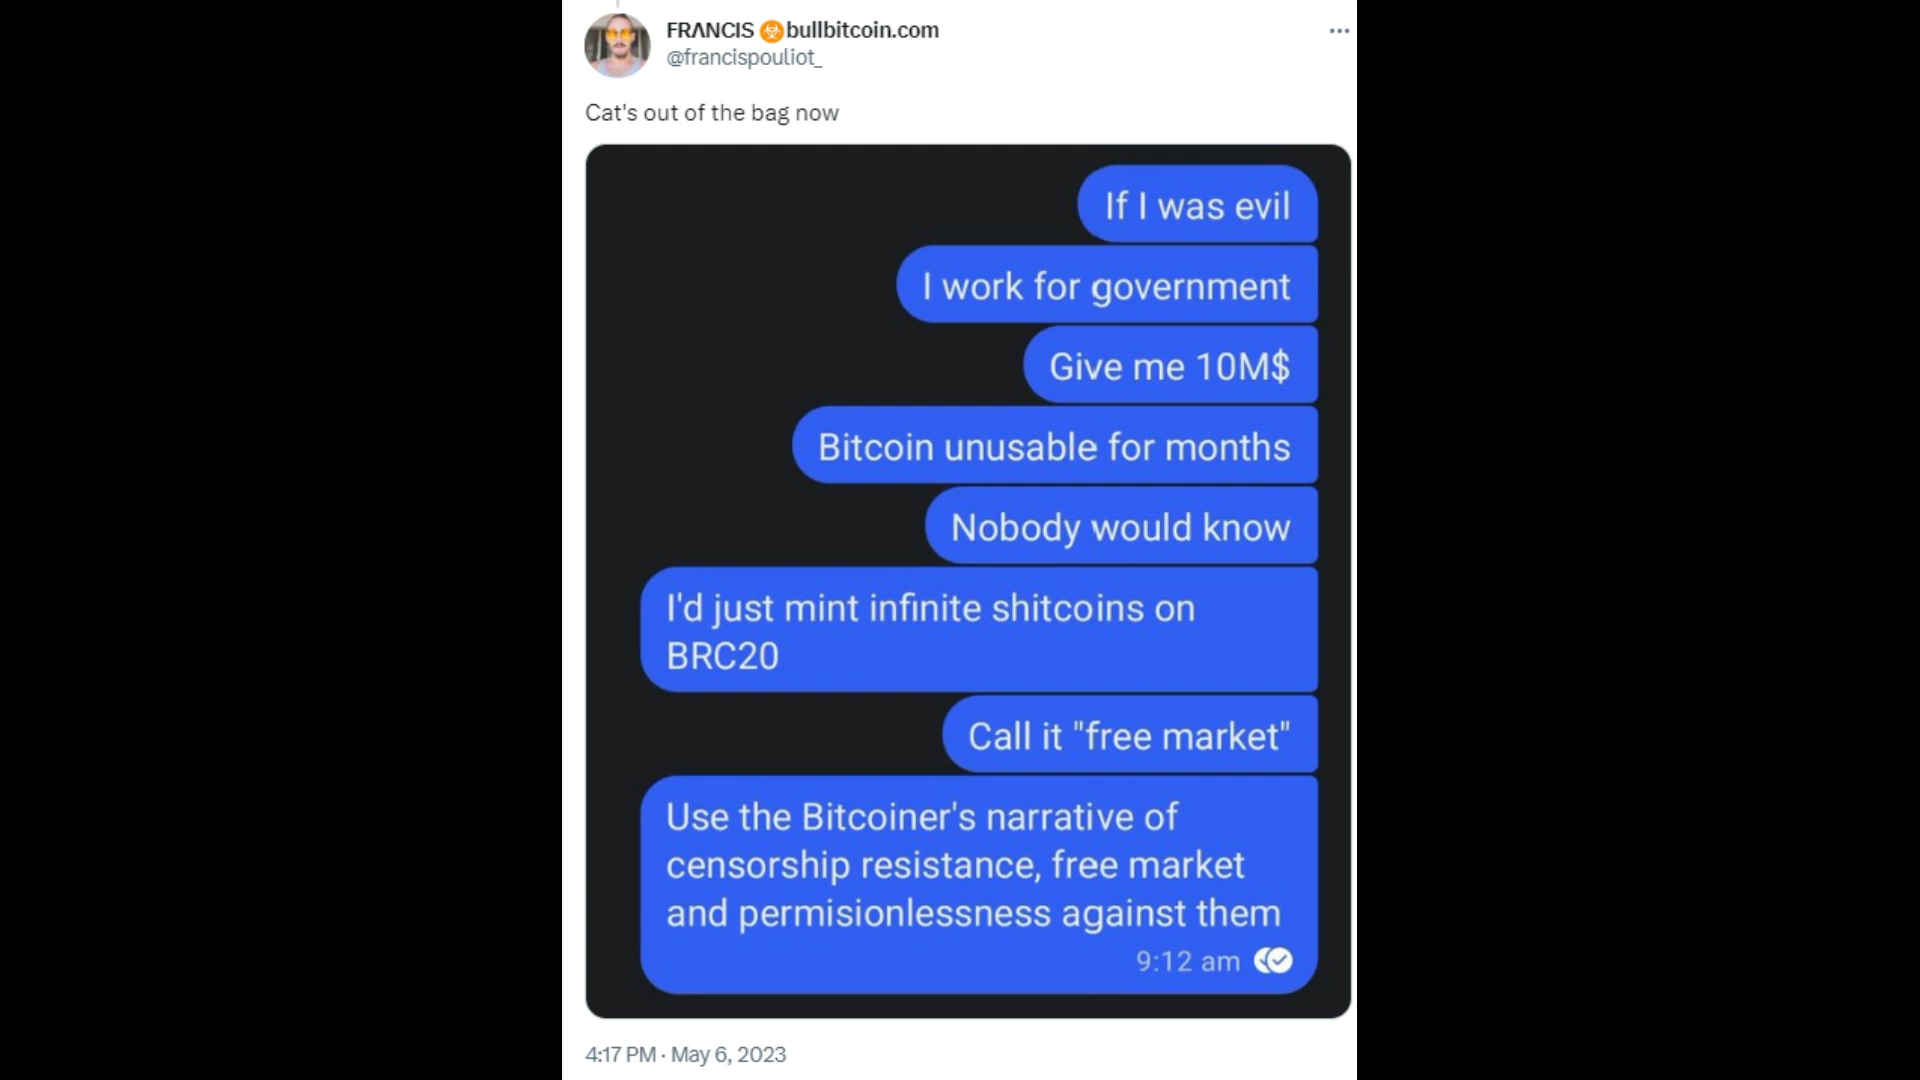 FRANCIS bullbitcoin.com
@francispouliot_
Cat's out of the bag now
If I was evil
I work for government
Give me 10M$
Bitcoin unusable for months
Nobody would know
I'd just mint infinite shitcoins on
BRC20
Call it "free market"
Use the Bitcoiner's narrative of
censorship resistance, free market
and permisionlessness against them
9:12 am
4:17 PM · May 6, 2023